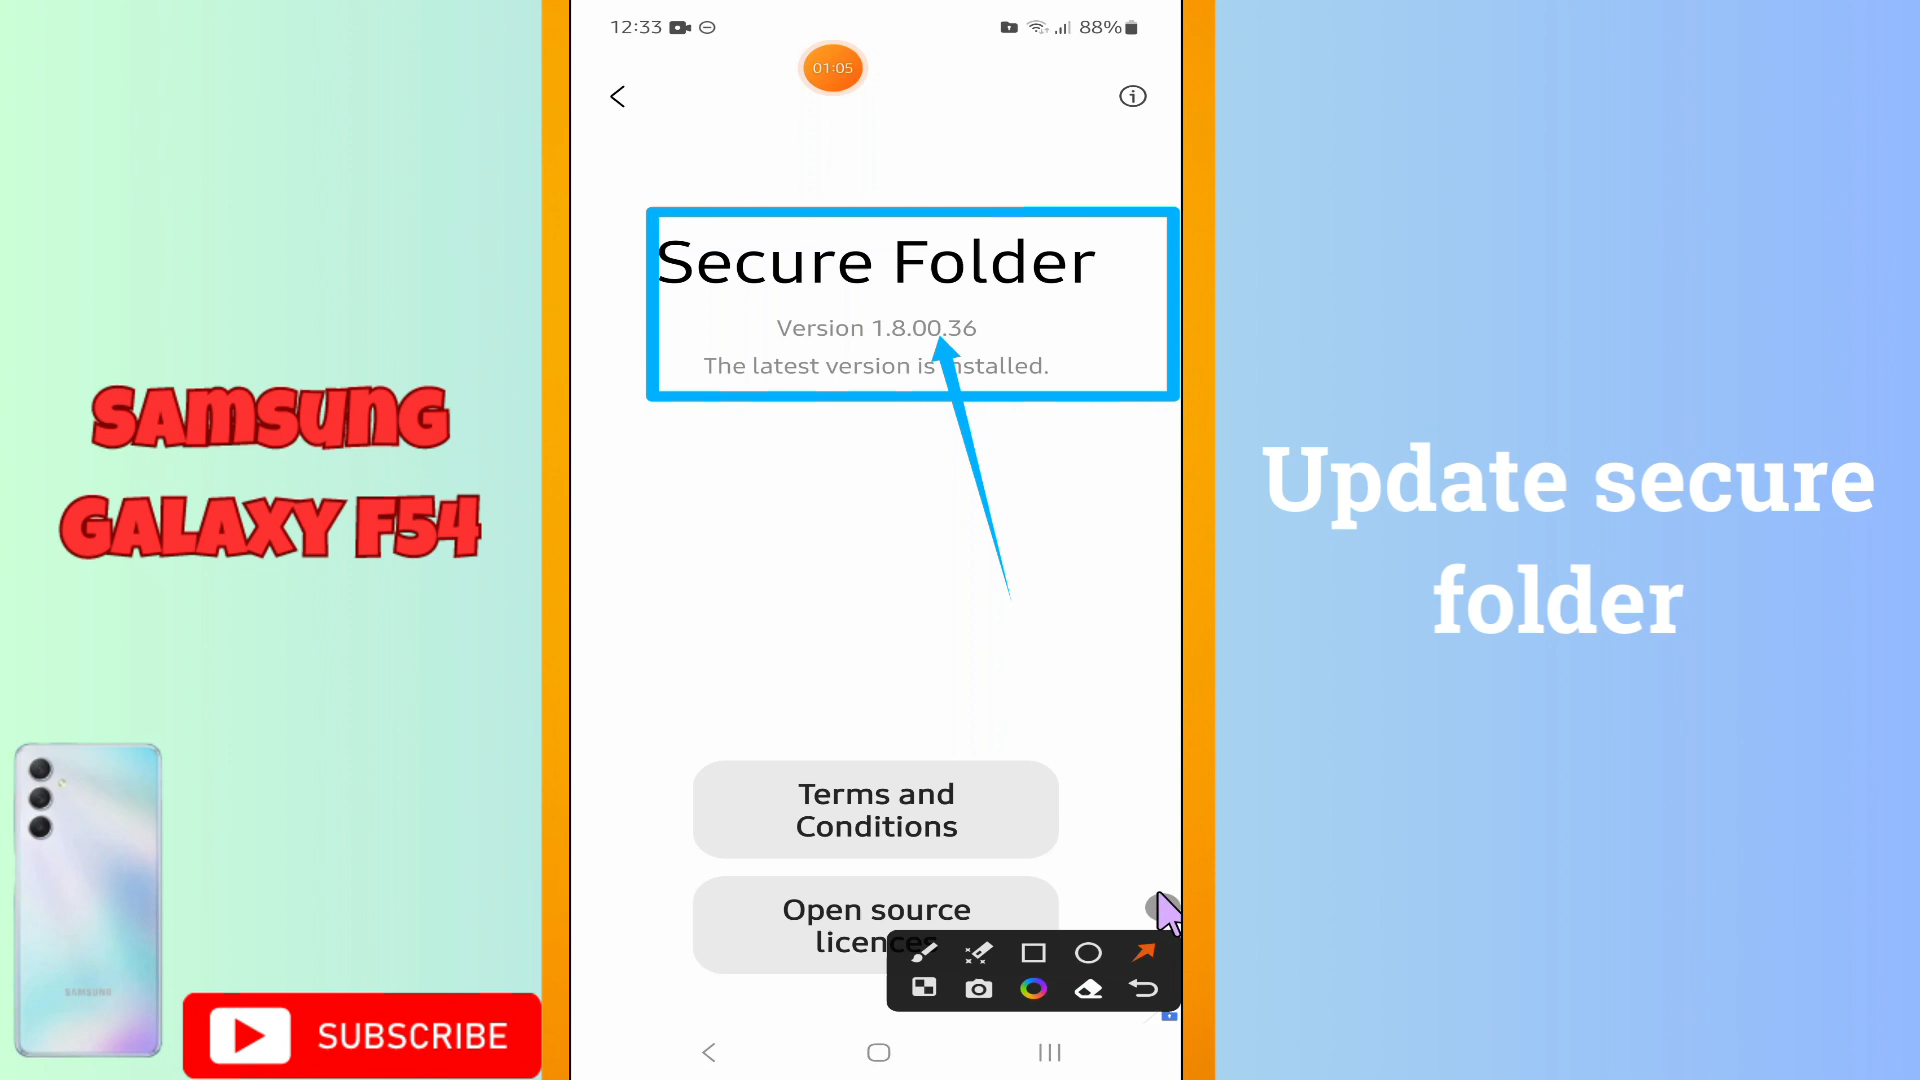 12:33
88%
01:05
Secure Folder
Version 1.8.00.36
The latest version is installed.
SAMSUNG
GALAXY F54
Update secure
folder
Terms and
Conditions
Open source
licences
SAMSUNG
SUBSCRIBE